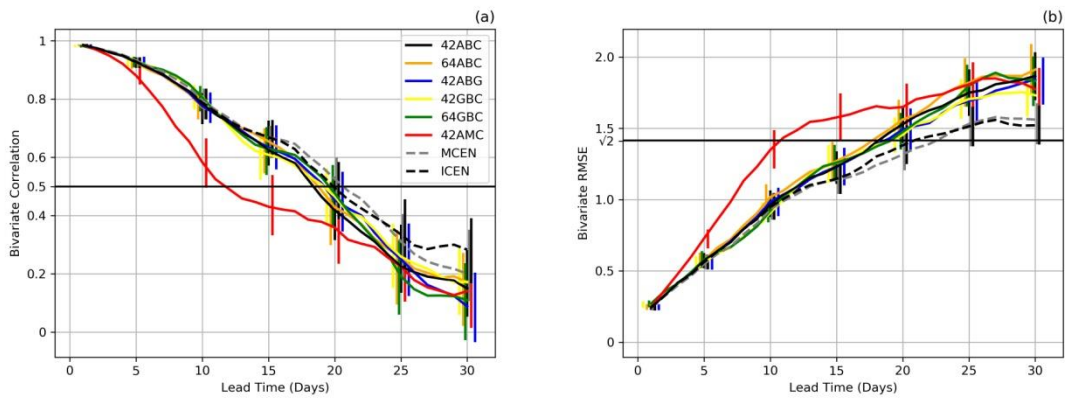 (a)
1
0.8
0.6
0.5
0.4
0.2
0
Bivariate Correlation
0 5 10 15 20 25 30
Lead Time (Days)
42ABC
64ABC
42ABG
42GBC
64GBC
42AMC
MCEN
ICEN
(b)
2.0
1.5
√2
1.0
0.5
0
Bivariate RMSE
0 5 10 15 20 25 30
Lead Time (Days)